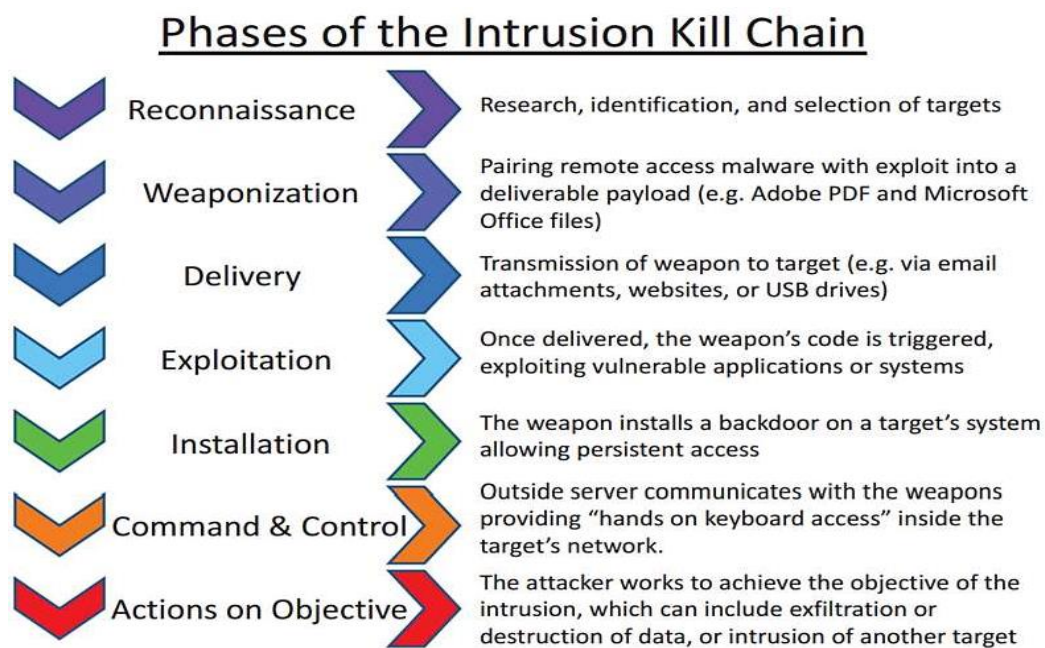 Phases of the Intrusion Kill Chain
Reconnaissance
Research, identification, and selection of targets
Weaponization
Pairing remote access malware with exploit into a
deliverable payload (e.g. Adobe PDF and Microsoft
Office files)
Delivery
Transmission of weapon to target (e.g. via email
attachments, websites, or USB drives)
Exploitation
Once delivered, the weapon's code is triggered,
exploiting vulnerable applications or systems
Installation
The weapon installs a backdoor on a target's system
allowing persistent access
Command & Control
Outside server communicates with the weapons
providing “hands on keyboard access” inside the
target's network.
Actions on Objective
The attacker works to achieve the objective of the
intrusion, which can include exfiltration or
destruction of data, or intrusion of another target